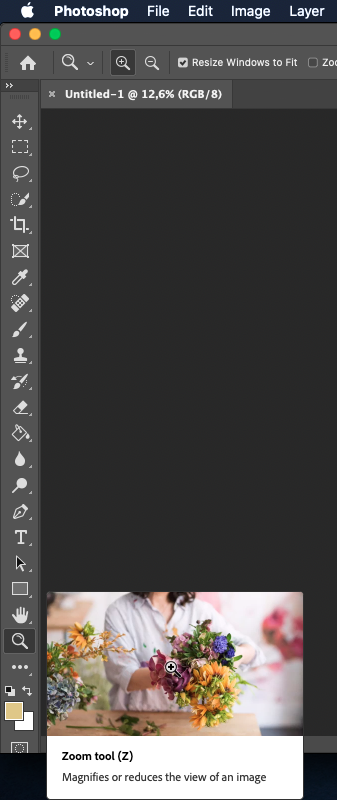 Photoshop File Edit Image Layer
Resize Windows to Fit Zoo
Untitled-1 @ 12,6% (RGB/8)
T
Zoom tool (Z)
Magnifies or reduces the view of an image